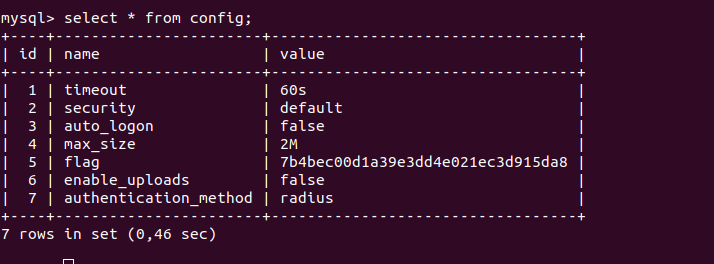 mysql> select * from config;
+----+-----------------------+----------------------------------+
| id | name                  | value                            |
+----+-----------------------+----------------------------------+
|  1 | timeout               | 60s                              |
|  2 | security              | default                          |
|  3 | auto_logon            | false                            |
|  4 | max_size              | 2M                               |
|  5 | flag                  | 7b4bec00d1a39e3dd4e021ec3d915da8 |
|  6 | enable_uploads        | false                            |
|  7 | authentication_method | radius                           |
+----+-----------------------+----------------------------------+
7 rows in set (0,46 sec)